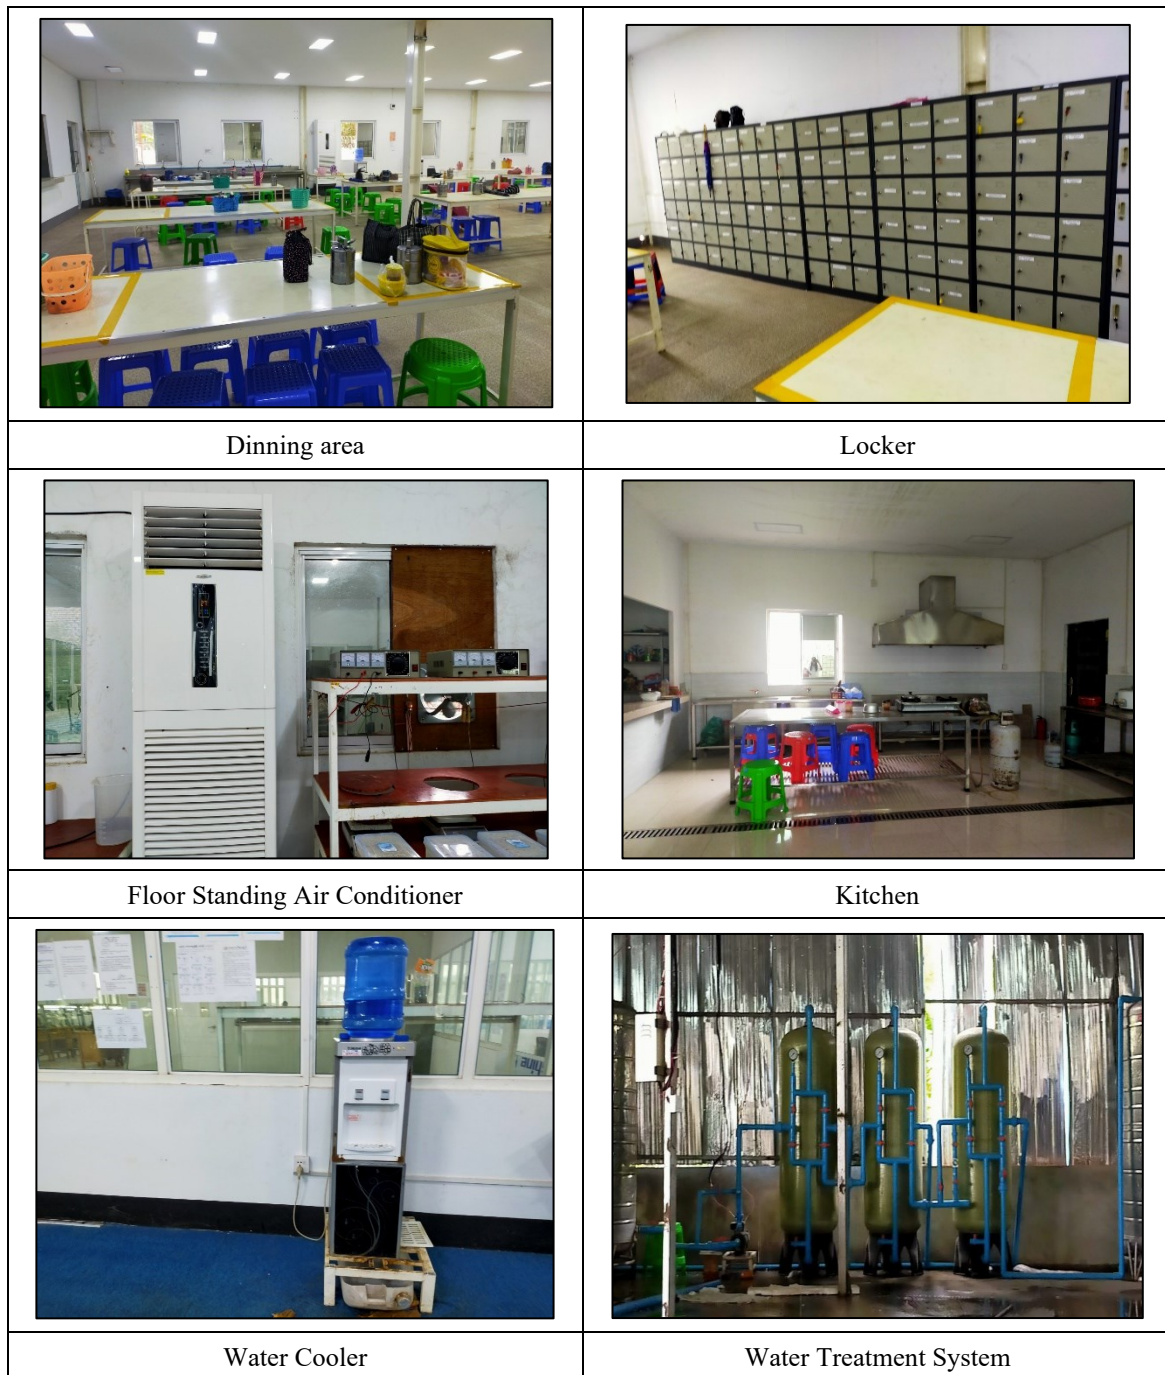 Dinning area
Locker
Floor Standing Air Conditioner
Kitchen
Water Cooler
Water Treatment System